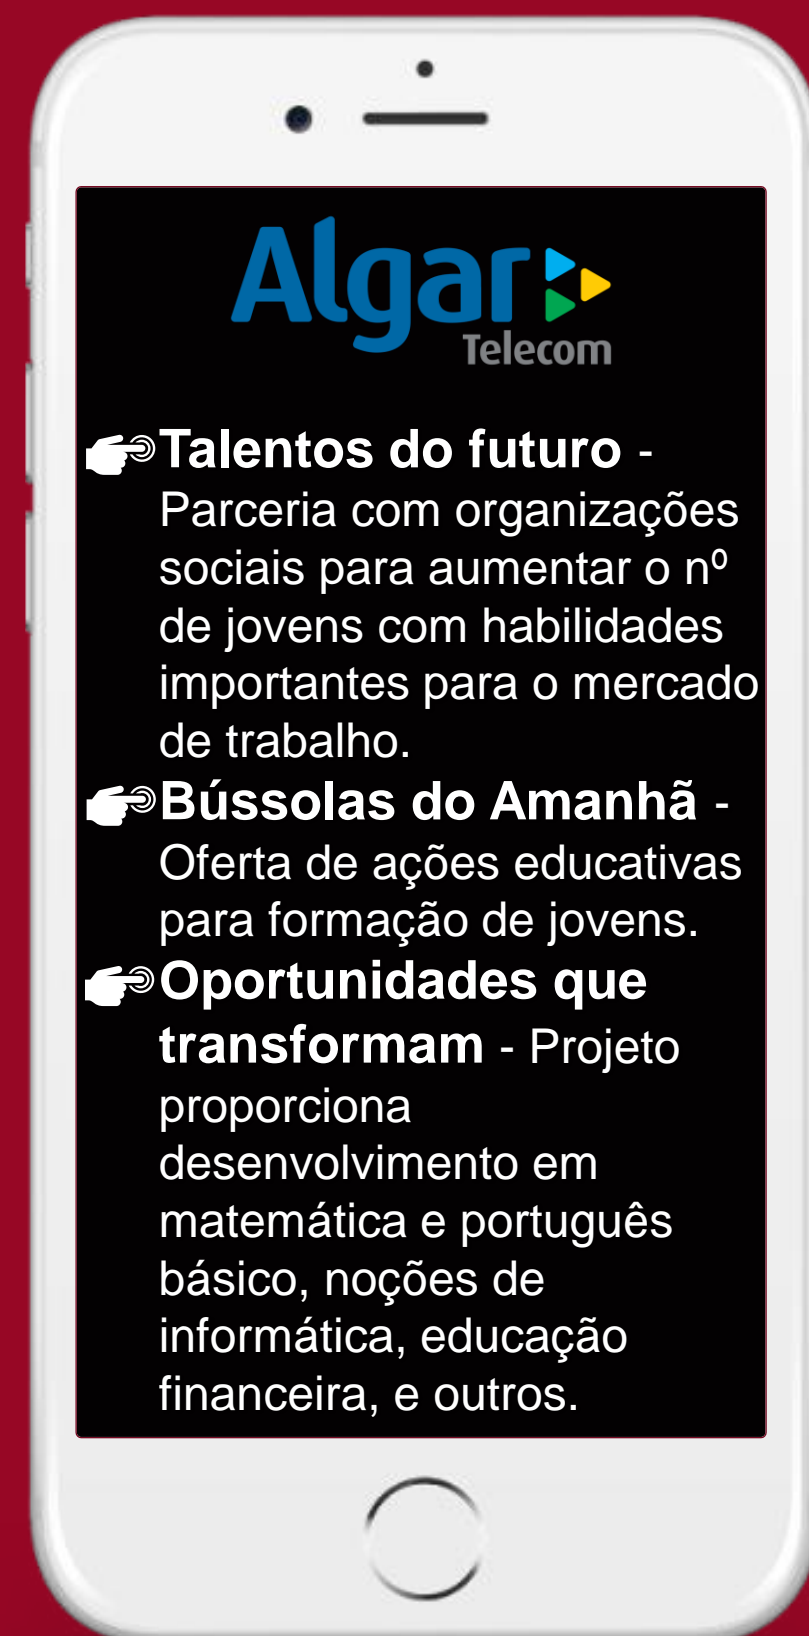 Algar
Telecom
Talentos do futuro -
Parceria com organizações
sociais para aumentar o nº
de jovens com habilidades
importantes para o mercado
de trabalho.
Bússolas do Amanhã -
Oferta de ações educativas
para formação de jovens.
Oportunidades que
transformam - Projeto
proporciona
desenvolvimento em
matemática e português
básico, noções de
informática, educação
financeira, e outros.